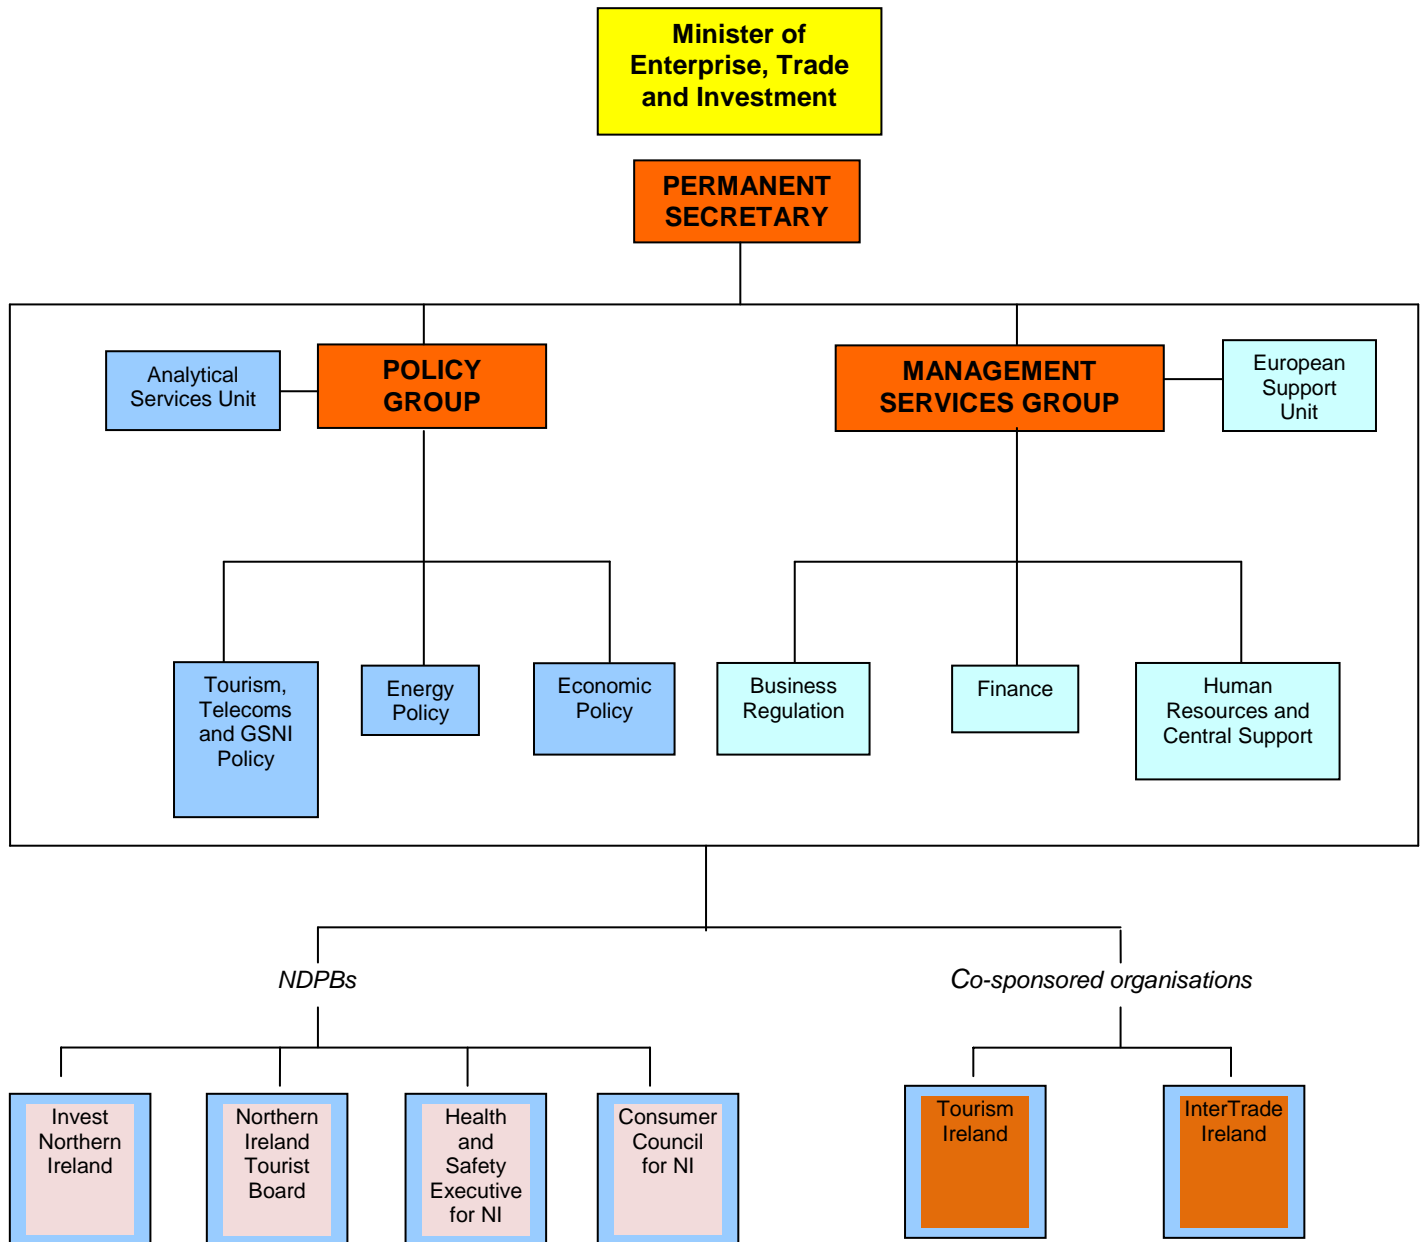 Minister of
Enterprise, Trade
and Investment
PERMANENT
SECRETARY
Analytical
Services Unit
POLICY
GROUP
MANAGEMENT
SERVICES GROUP
European
Support
Unit
Tourism,
Telecoms
and GSNI
Policy
Energy
Policy
Economic
Policy
Business
Regulation
Finance
Human
Resources and
Central Support
NDPBs
Co-sponsored organisations
Invest
Northern
Ireland
Northern
Ireland
Tourist
Board
Health
and
Safety
Executive
for NI
Consumer
Council
for NI
Tourism
Ireland
InterTrade
Ireland